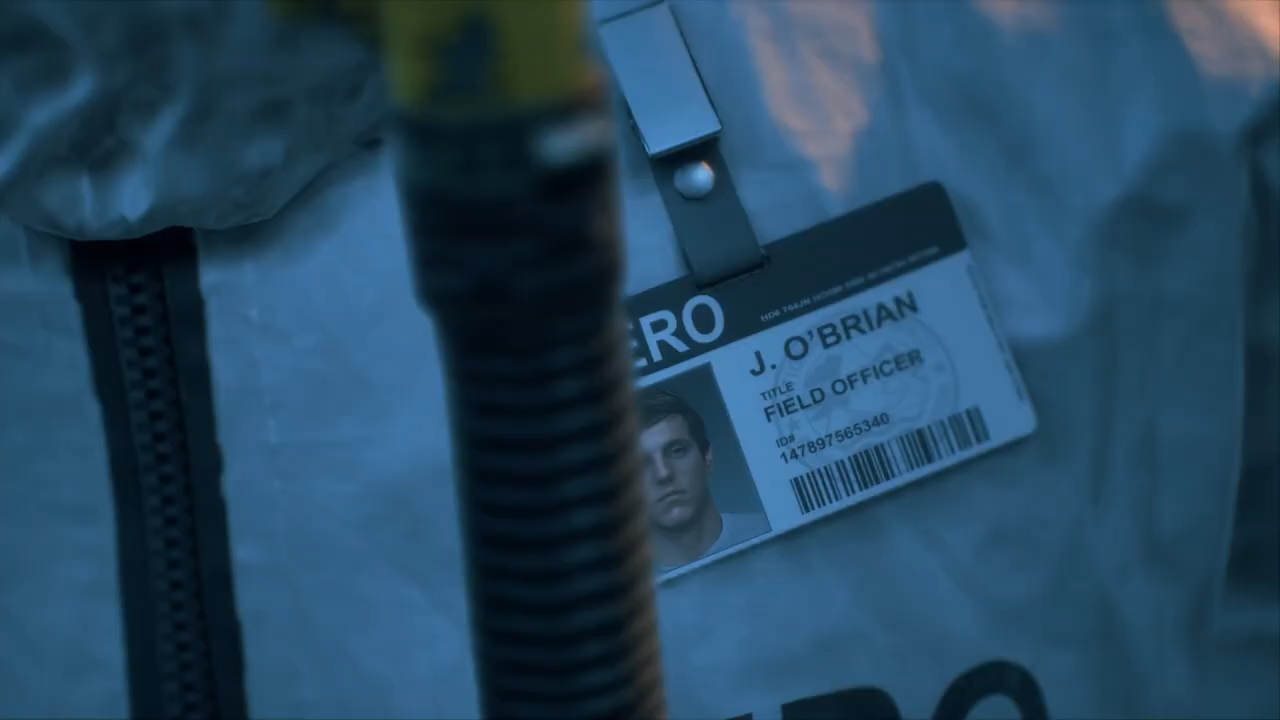 ERO
J. O'BRIAN
TITLE
FIELD OFFICER
ID#
147897565340